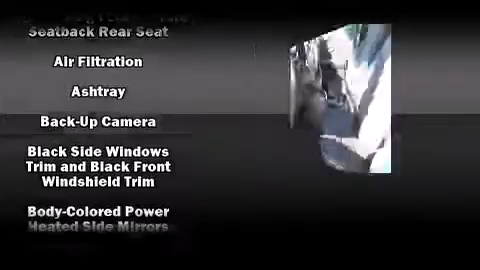 Seatback Rear Seat
Air Filtration
Ashtray
Back-Up Camera
Black Side Windows
Trim and Black Front
Windshield Trim
Body-Colored Power
Heated Side Mirrors